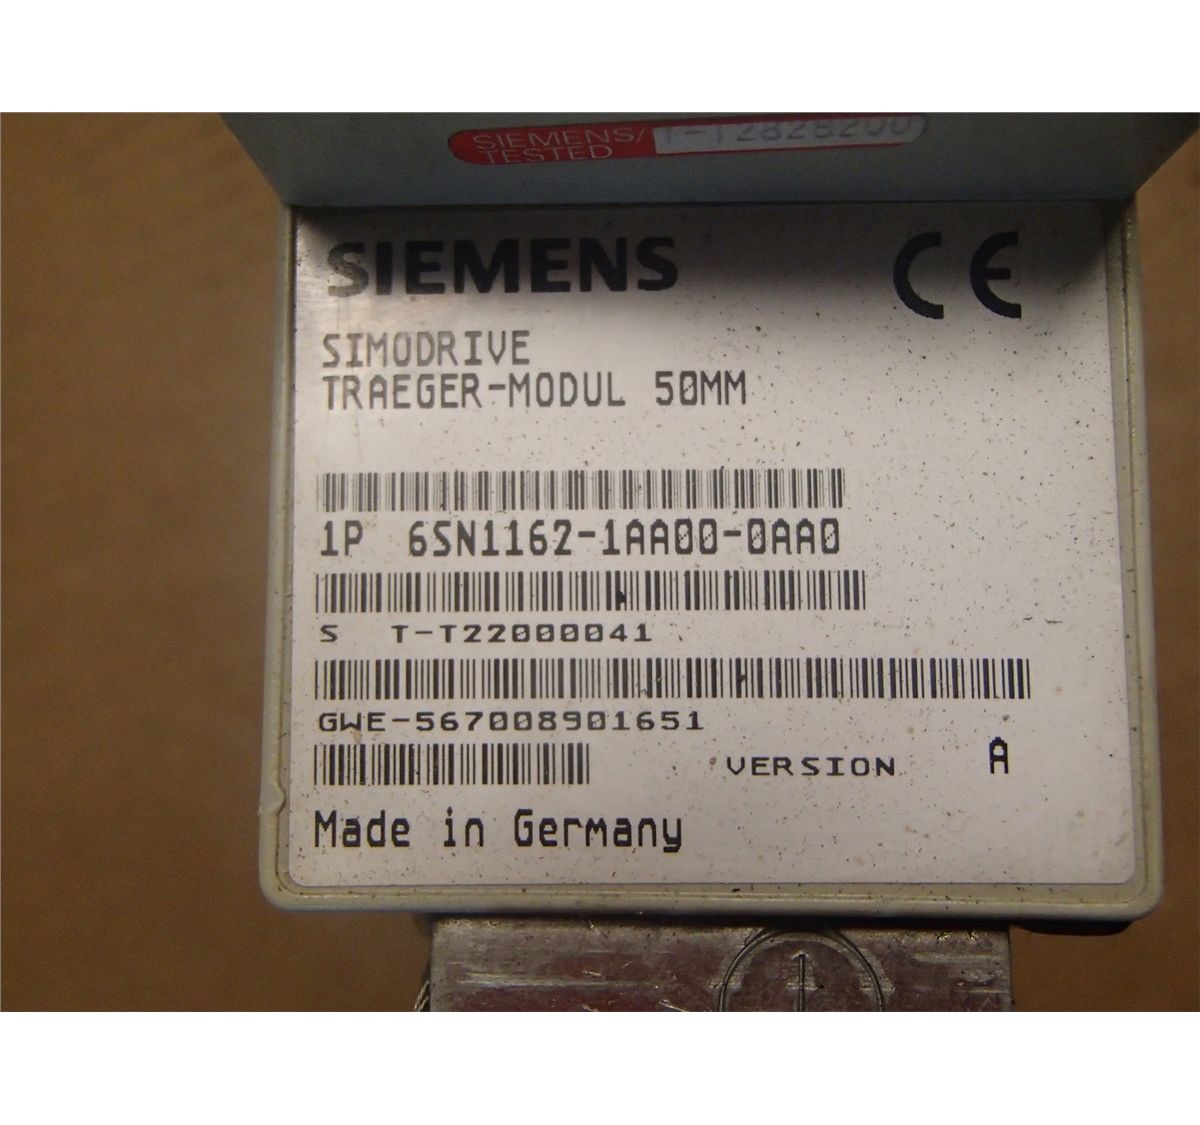 SIEMENS/ T-T2828200
TESTED
SIEMENS CE
SIMODRIVE
TRAEGER-MODUL 50MM
1P 6SN1162-1AA00-0AA0
S T-T22000041
GWE-567008901651
VERSION A
Made in Germany